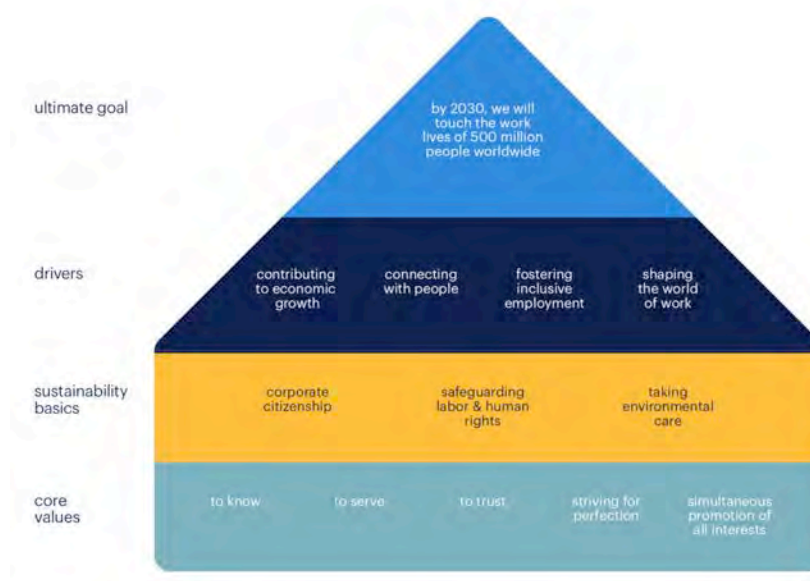 ultimate goal
by 2030, we will
touch the work
lives of 500 million
people worldwide
drivers
contributing
to economic
growth
connecting
with people
fostering
inclusive
employment
shaping
the world
of work
sustainability
basics
corporate
citizenship
safeguarding
labor & human
rights
taking
environmental
care
core
values
to know
to serve
to trust
striving for
perfection
simultaneous
promotion of
all interests